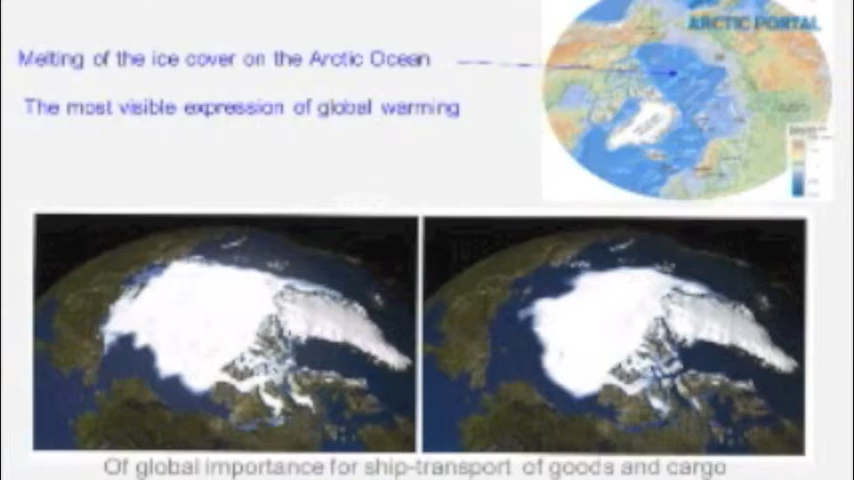 ARCTIC PORTAL
Melting of the ice cover on the Arctic Ocean
The most visible expression of global warming
Of global importance for ship-transport of goods and cargo